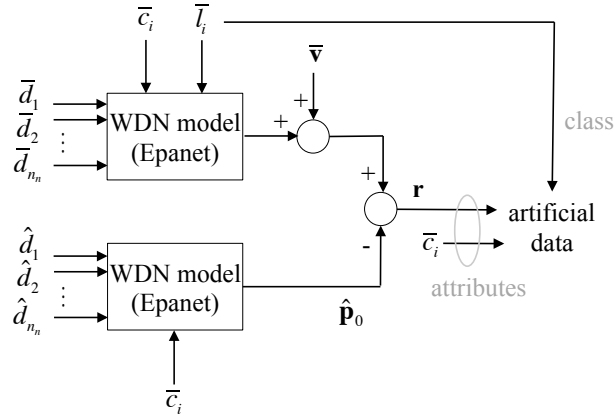 c̄ᵢ
l̄ᵢ
v̄
d̄₁
d̄₂
⋮
d̄ₙₙ
WDN model
(Epanet)
+
+
class
+
r
artificial
data
c̄ᵢ
-
attributes
d̂₁
d̂₂
⋮
d̂ₙₙ
WDN model
(Epanet)
p̂₀
c̄ᵢ